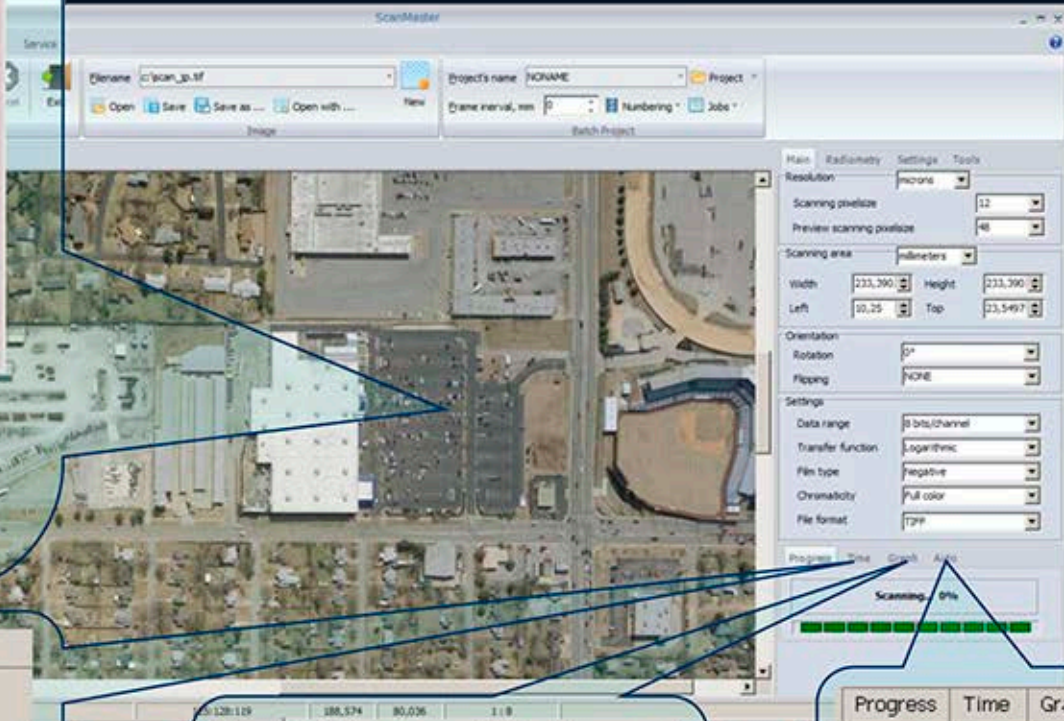 ScanMaster
Service
Filename c:\scan_jp.tif
Project's name NONAME Project
Open Save Save as ... Open with ... New
Frame inerval, mm 0 Numbering Jobs
Image
Batch Project
Main Radiometry Settings Tools
Resolution microns
Scanning pixelsize 12
Preview scanning pixelsize 48
Scanning area milimeters
Width 233,390 Height 233,390
Left 10,25 Top 23,5497
Orientation
Rotation 0°
Flipping NONE
Settings
Data range 8 bits/channel
Transfer function Logarithmic
Film type Negative
Chromaticity Full color
File format TIFF
Progress Time Graph Auto
Scanning... 0%
188,574 80,036 1 : 8
Progress Time Gr